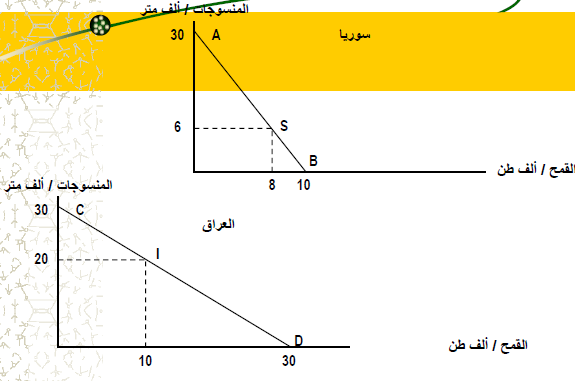 المنسوجات / ألف متر
30 A سوريا
6 S
B
القمح / ألف طن
8 10
المنسوجات / ألف متر
30 C
العراق
20 I
D
القمح / ألف طن
10 30